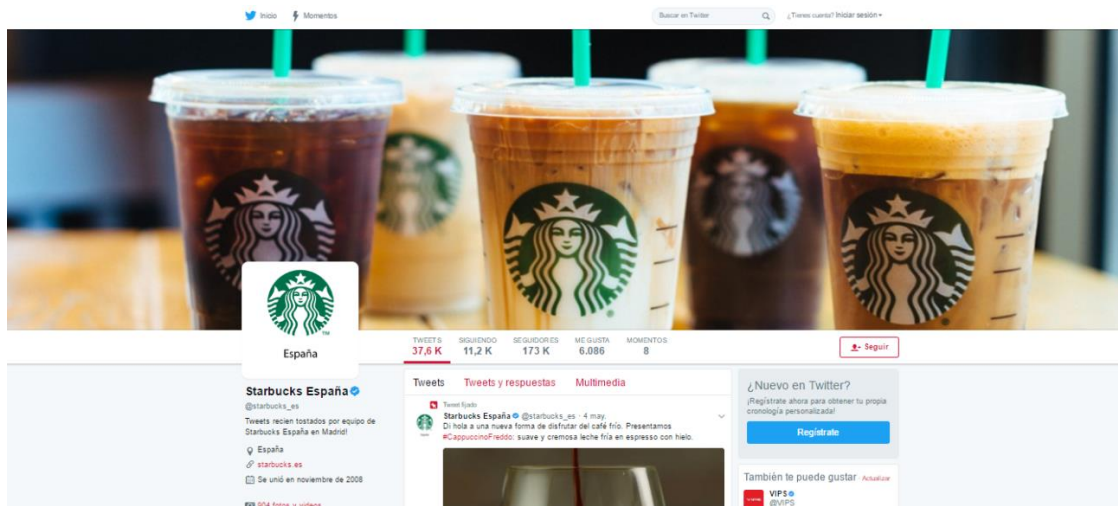 Inicio
Momentos
Buscar en Twitter
¿Tienes cuenta? Iniciar sesión
España
TWEETS
37,6 K
SIGUIENDO
11,2 K
SEGUIDORES
173 K
ME GUSTA
6.086
MOMENTOS
8
Seguir
Starbucks España
@starbucks_es
Tweets recien tostados por equipo de
Starbucks España en Madrid!
España
starbucks.es
Se unió en noviembre de 2008
904 fotos y videos
Tweets
Tweets y respuestas
Multimedia
Tweet fijado
Starbucks España @starbucks_es · 4 may.
Di hola a una nueva forma de disfrutar del café frío. Presentamos
#CappuccinoFreddo: suave y cremosa leche fría en espresso con hielo.
¿Nuevo en Twitter?
¡Regístrate ahora para obtener tu propia
cronología personalizada!
Regístrate
También te puede gustar · Actualizar
VIPS
@VIPS